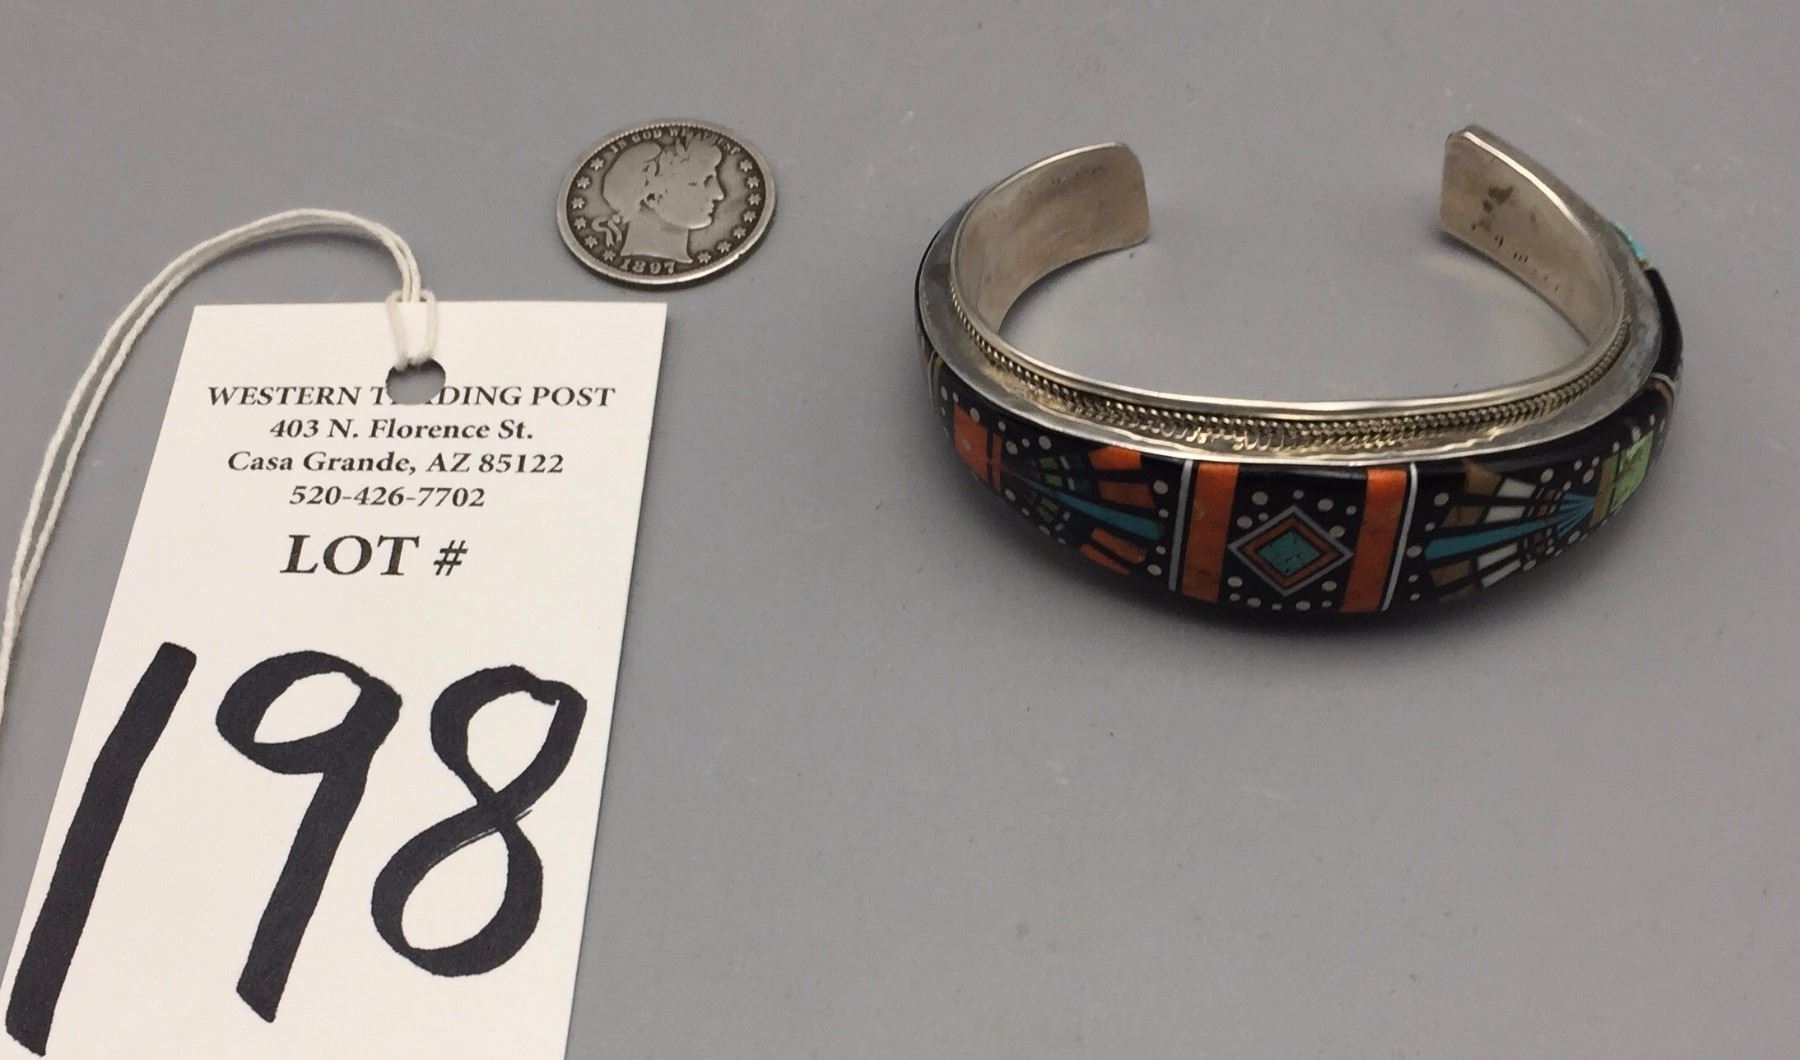 IN GOD WE TRUST
1897
WESTERN TRADING POST
403 N. Florence St.
Casa Grande, AZ 85122
520-426-7702
LOT #
198